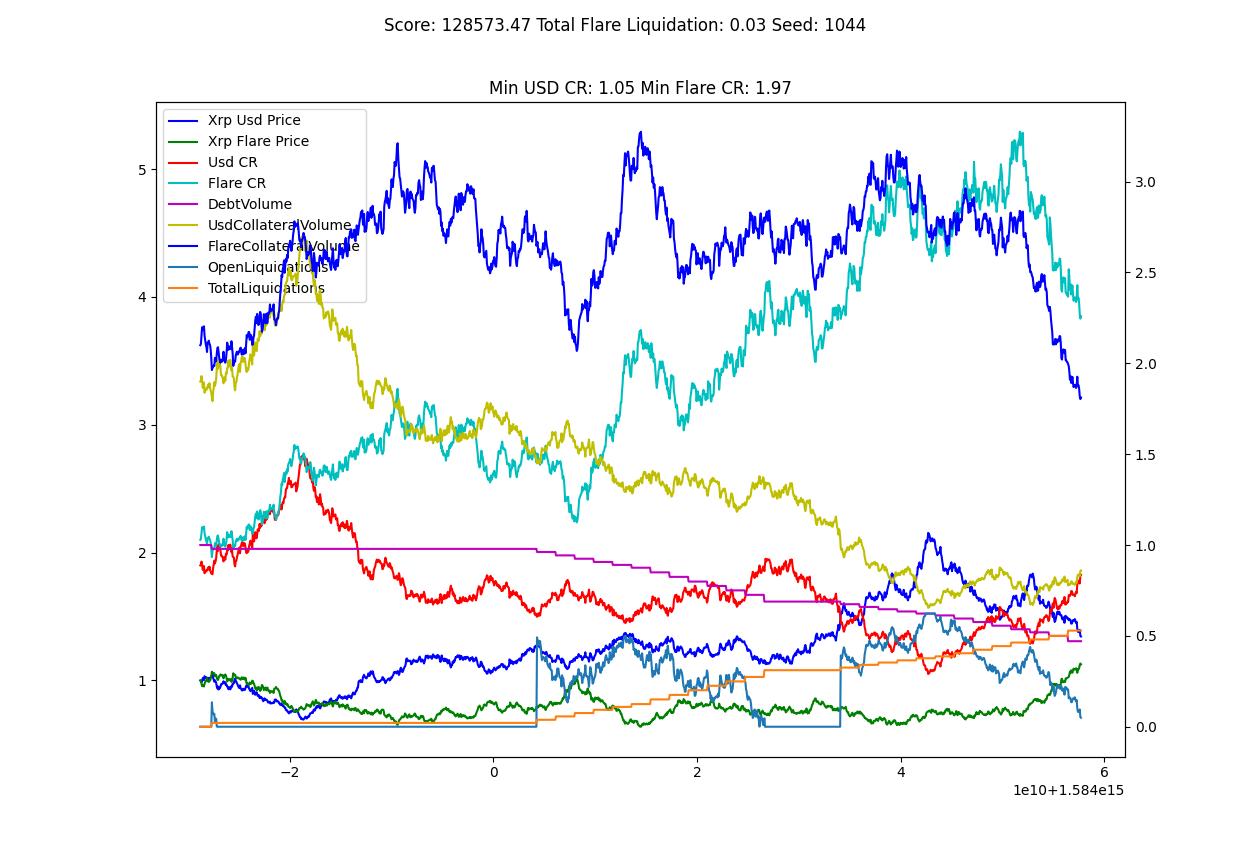 Score: 128573.47 Total Flare Liquidation: 0.03 Seed: 1044
Min USD CR: 1.05 Min Flare CR: 1.97
Xrp Usd Price
Xrp Flare Price
Usd CR
Flare CR
DebtVolume
UsdCollateralVolume
FlareCollateralVolume
OpenLiquidations
TotalLiquidations
5
4
3
2
1
3.0
2.5
2.0
1.5
1.0
0.5
0.0
−2
0
2
4
6
1e10+1.584e15